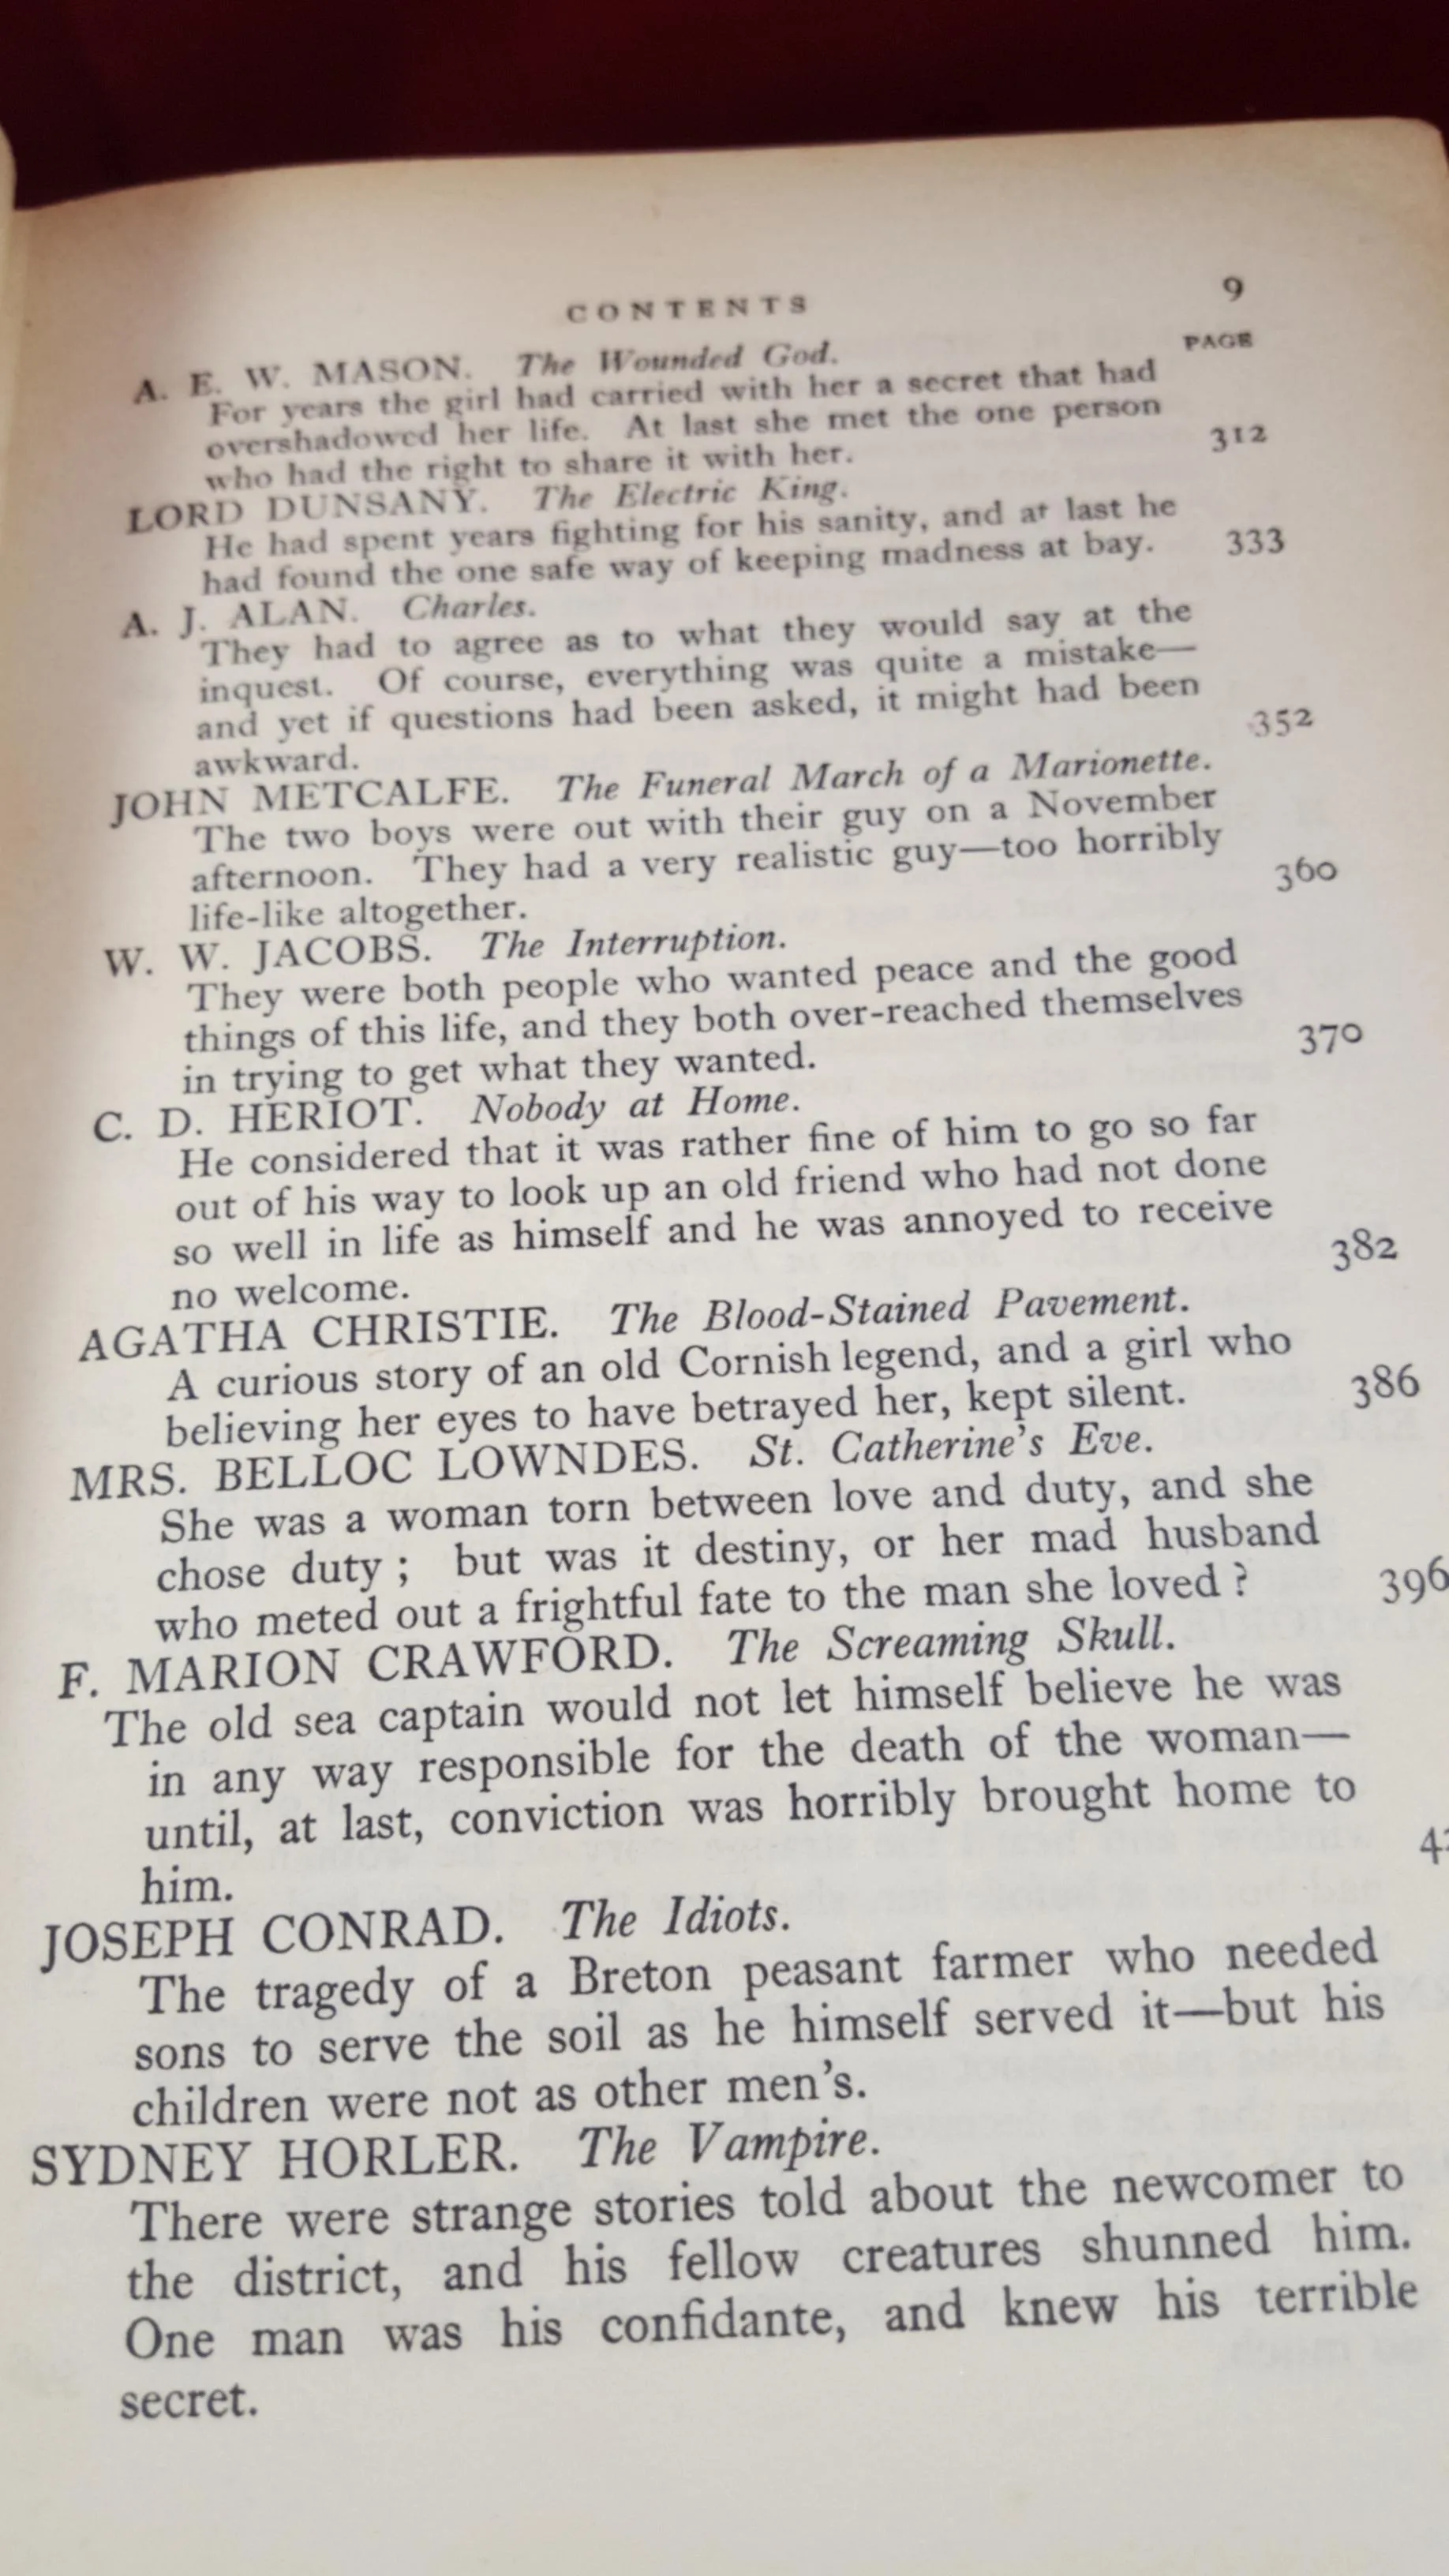 CONTENTS 9
PAGE
A. E. W. MASON. The Wounded God.
For years the girl had carried with her a secret that had
overshadowed her life. At last she met the one person
who had the right to share it with her. 312
LORD DUNSANY. The Electric King.
He had spent years fighting for his sanity, and at last he
had found the one safe way of keeping madness at bay. 333
A. J. ALAN. Charles.
They had to agree as to what they would say at the
inquest. Of course, everything was quite a mistake—
and yet if questions had been asked, it might had been
awkward. 352
JOHN METCALFE. The Funeral March of a Marionette.
The two boys were out with their guy on a November
afternoon. They had a very realistic guy—too horribly
life-like altogether. 360
W. W. JACOBS. The Interruption.
They were both people who wanted peace and the good
things of this life, and they both over-reached themselves
in trying to get what they wanted. 370
C. D. HERIOT. Nobody at Home.
He considered that it was rather fine of him to go so far
out of his way to look up an old friend who had not done
so well in life as himself and he was annoyed to receive
no welcome. 382
AGATHA CHRISTIE. The Blood-Stained Pavement.
A curious story of an old Cornish legend, and a girl who
believing her eyes to have betrayed her, kept silent. 386
MRS. BELLOC LOWNDES. St. Catherine's Eve.
She was a woman torn between love and duty, and she
chose duty ; but was it destiny, or her mad husband
who meted out a frightful fate to the man she loved ? 396
F. MARION CRAWFORD. The Screaming Skull.
The old sea captain would not let himself believe he was
in any way responsible for the death of the woman—
until, at last, conviction was horribly brought home to
him.
JOSEPH CONRAD. The Idiots.
The tragedy of a Breton peasant farmer who needed
sons to serve the soil as he himself served it—but his
children were not as other men's.
SYDNEY HORLER. The Vampire.
There were strange stories told about the newcomer to
the district, and his fellow creatures shunned him.
One man was his confidante, and knew his terrible
secret.